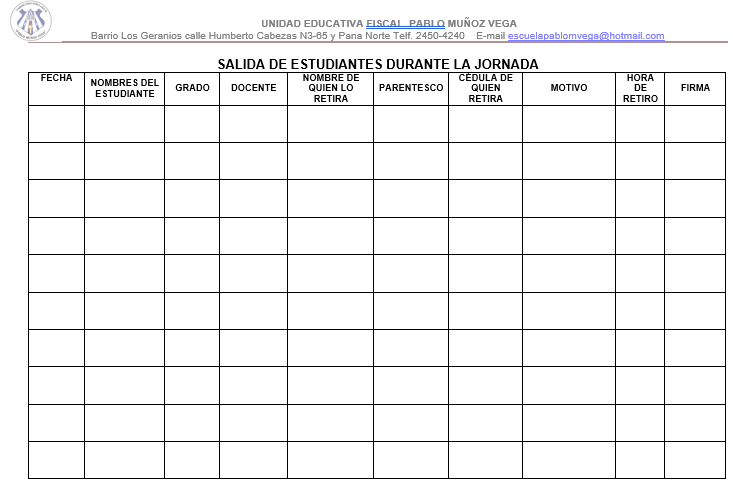 UNIDAD EDUCATIVA FISCAL PABLO MUÑOZ VEGA
Barrio Los Geranios calle Humberto Cabezas N3-65 y Pana Norte Telf. 2450-4240 E-mail escuelapablomvega@hotmail.com
SALIDA DE ESTUDIANTES DURANTE LA JORNADA
FECHA
NOMBRES DEL
ESTUDIANTE
GRADO
DOCENTE
NOMBRE DE
QUIEN LO
RETIRA
PARENTESCO
CÉDULA DE
QUIEN
RETIRA
MOTIVO
HORA
DE
RETIRO
FIRMA